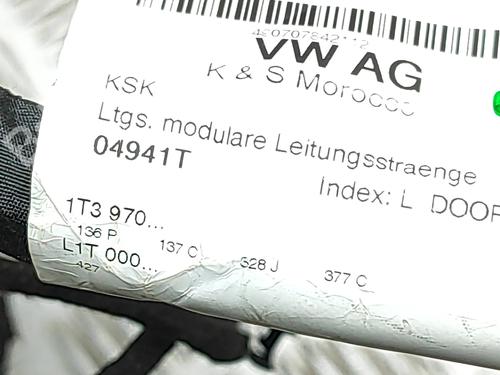 480707842112
VW AG
K & S Morocco
KSK
Ltgs. modulare Leitungsstraenge
04941T
Index: L DOOR
1T3 970...
136 P 137 C 328 J 377 C
L1T 000...
427